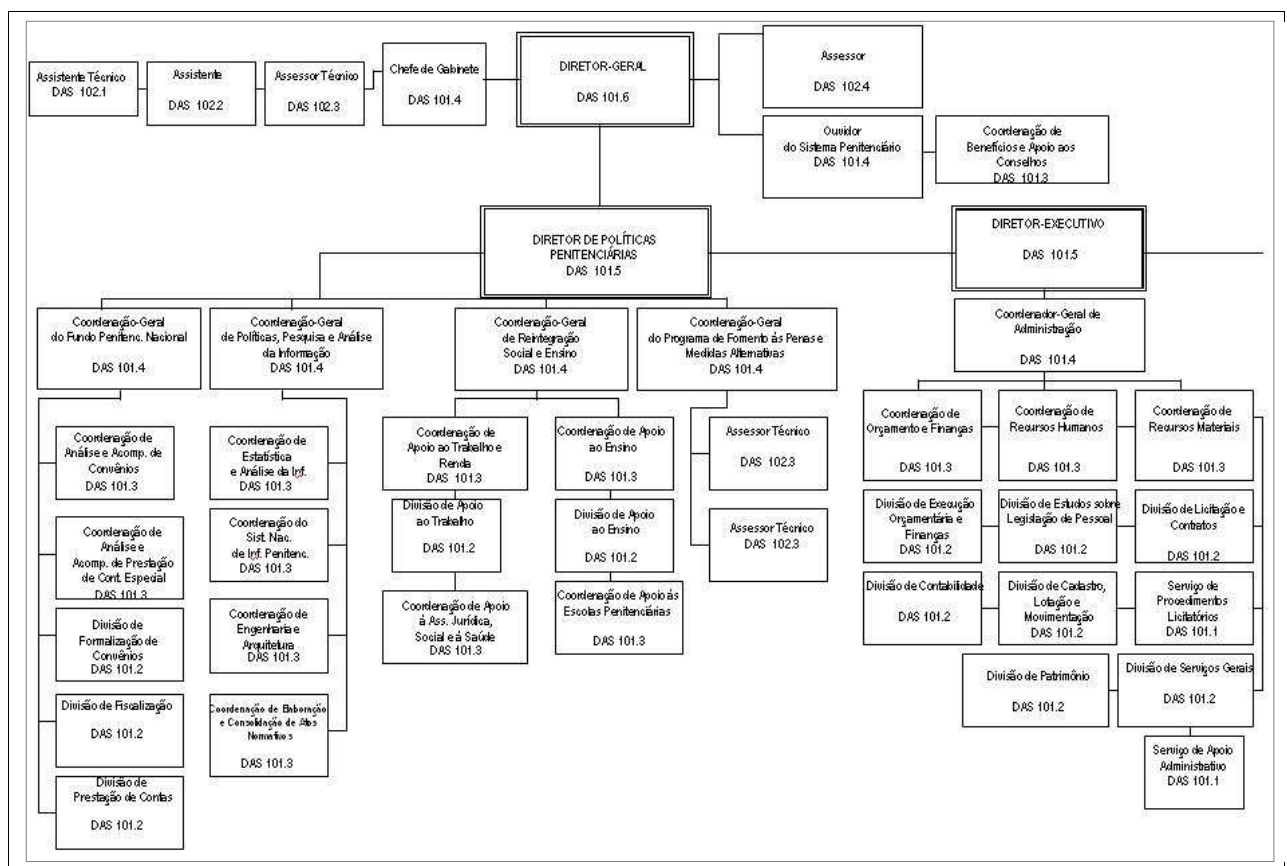 Assistente Técnico
DAS 102.1
Assistente
DAS 102.2
Assessor Técnico
DAS 102.3
Chefe de Gabinete
DAS 101.4
DIRETOR-GERAL
DAS 101.6
Assessor
DAS 102.4
Ouvidor
do Sistema Penitenciário
DAS 101.4
Coordenação de
Benefícios e Apoio aos
Conselhos
DAS 101.3
DIRETOR DE POLÍTICAS
PENITENCIÁRIAS
DAS 101.5
DIRETOR-EXECUTIVO
DAS 101.5
Coordenação-Geral
do Fundo Penitenc. Nacional
DAS 101.4
Coordenação-Geral
de Políticas, Pesquisa e Análise
da Informação
DAS 101.4
Coordenação-Geral
de Reintegração
Social e Ensino
DAS 101.4
Coordenação-Geral
do Programa de Fomento ás Penas e
Medidas Alternativas
DAS 101.4
Coordenador-Geral de
Administração
DAS 101.4
Coordenação de
Análise e Acomp. de
Convênios
DAS 101.3
Coordenação de
Análise e
Acomp. de Prestação
de Cont. Especial
DAS 101.3
Divisão de
Formalização de
Convênios
DAS 101.2
Divisão de Fiscalização
DAS 101.2
Divisão de
Prestação de Contas
DAS 101.2
Coordenação de
Estatística
e Análise da Inf.
DAS 101.3
Coordenação do
Sist. Nac.
de Inf. Penitenc.
DAS 101.3
Coordenação de
Engenharia e
Arquitetura
DAS 101.3
Coordenação de Elaboração
e Consolidação de Atos
Normativos
DAS 101.3
Coordenação de
Apoio ao Trabalho e
Renda
DAS 101.3
Divisão de Apoio
ao Trabalho
DAS 101.2
Coordenação de Apoio
á Ass. Jurídica,
Social e á Saúde
DAS 101.3
Coordenação de Apoio
ao Ensino
DAS 101.3
Divisão de Apoio
ao Ensino
DAS 101.2
Coordenação de Apoio ás
Escolas Penitenciárias
DAS 101.3
Assessor Técnico
DAS 102.3
Assessor Técnico
DAS 102.3
Coordenação de
Orçamento e Finanças
DAS 101.3
Divisão de Execução
Orçamentária e
Finanças
DAS 101.2
Divisão de Contabilidade
DAS 101.2
Coordenação de
Recursos Humanos
DAS 101.3
Divisão de Estudos sobre
Legislação de Pessoal
DAS 101.2
Divisão de Cadastro,
Lotação e
Movimentação
DAS 101.2
Coordenação de
Recursos Materiais
DAS 101.3
Divisão de Licitação e
Contratos
DAS 101.2
Serviço de
Procedimentos
Licitatórios
DAS 101.1
Divisão de Patrimônio
DAS 101.2
Divisão de Serviços Gerais
DAS 101.2
Serviço de Apoio
Administrativo
DAS 101.1